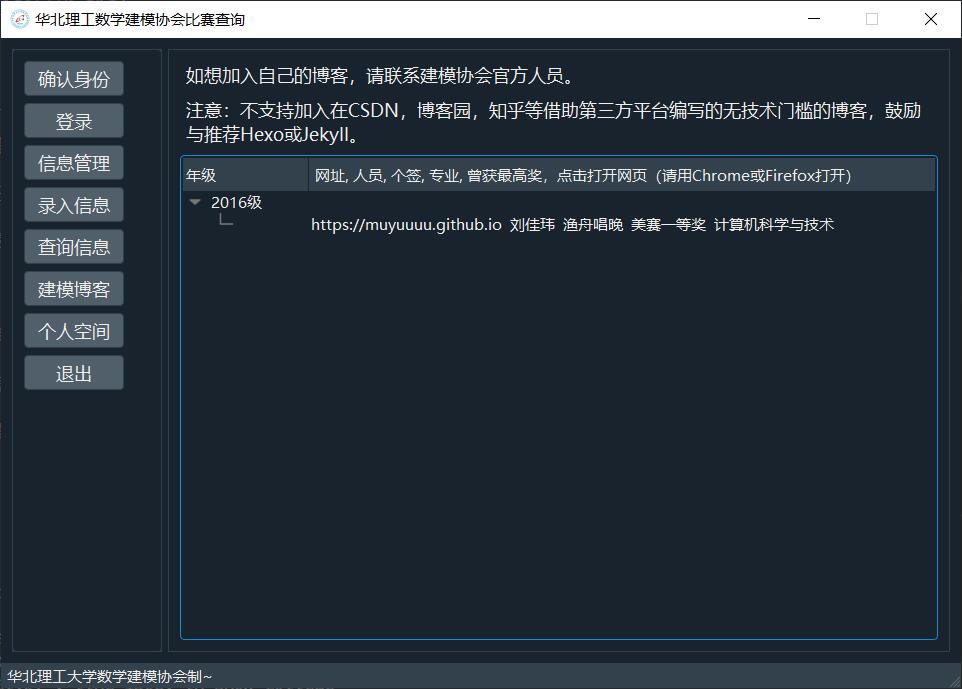 华北理工数学建模协会比赛查询
确认身份
登录
信息管理
录入信息
查询信息
建模博客
个人空间
退出
如想加入自己的博客，请联系建模协会官方人员。
注意：不支持加入在CSDN，博客园，知乎等借助第三方平台编写的无技术门槛的博客，鼓励
与推荐Hexo或Jekyll。
年级 网址, 人员, 个签, 专业, 曾获最高奖，点击打开网页（请用Chrome或Firefox打开）
2016级
https://muyuuuu.github.io 刘佳玮 渔舟唱晚 美赛一等奖 计算机科学与技术
华北理工大学数学建模协会制~